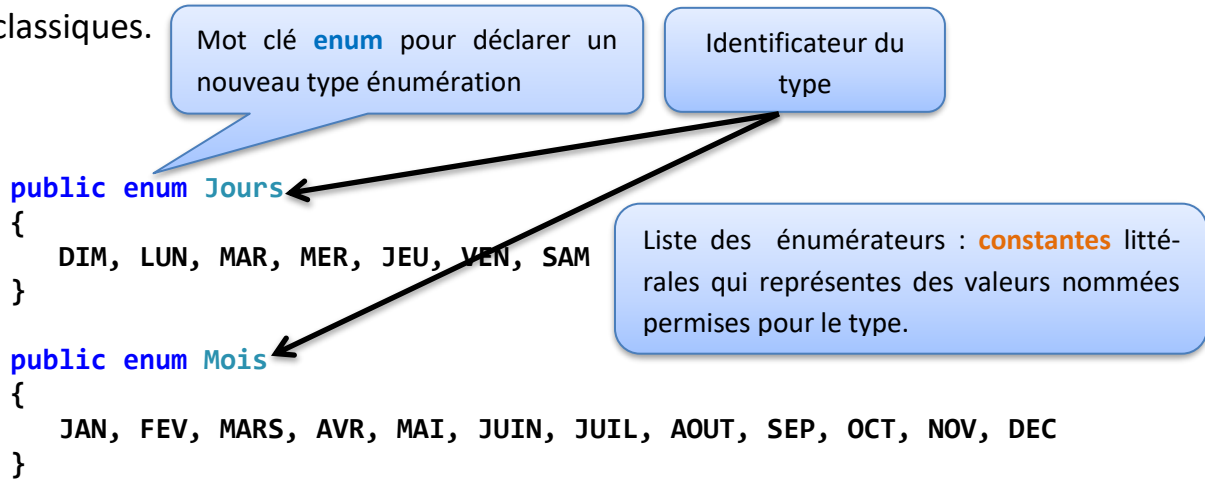 classiques.
Mot clé enum pour déclarer un
nouveau type énumération
Identificateur du
type
public enum Jours
{
DIM, LUN, MAR, MER, JEU, VEN, SAM
}
Liste des énumérateurs : constantes litté-
rales qui représentes des valeurs nommées
permises pour le type.
public enum Mois
{
JAN, FEV, MARS, AVR, MAI, JUIN, JUIL, AOUT, SEP, OCT, NOV, DEC
}